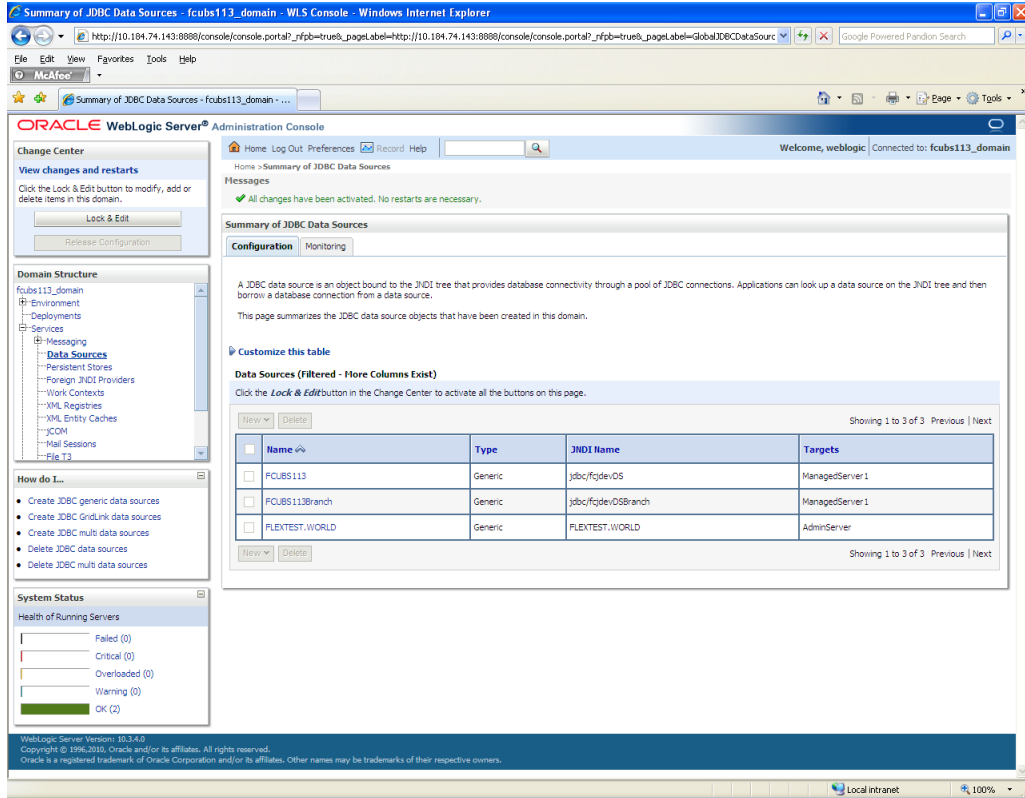 Summary of JDBC Data Sources - fcubs113_domain - WLS Console - Windows Internet Explorer
http://10.184.74.143:8888/console/console.portal?_nfpb=true&_pageLabel=http://10.184.74.143:8888/console/console.portal?_nfpb=true&_pageLabel=GlobalJDBCDataSourc
Google Powered Pandion Search
File Edit View Favorites Tools Help
McAfee
Summary of JDBC Data Sources - fcubs113_domain - ...
Page Tools
ORACLE WebLogic Server® Administration Console
Change Center
View changes and restarts
Click the Lock & Edit button to modify, add or
delete items in this domain.
Lock & Edit
Release Configuration
Domain Structure
fcubs113_domain
Environment
Deployments
Services
Messaging
Data Sources
Persistent Stores
Foreign JNDI Providers
Work Contexts
XML Registries
XML Entity Caches
jCOM
Mail Sessions
File T3
How do I...
Create JDBC generic data sources
Create JDBC GridLink data sources
Create JDBC multi data sources
Delete JDBC data sources
Delete JDBC multi data sources
System Status
Health of Running Servers
Failed (0)
Critical (0)
Overloaded (0)
Warning (0)
OK (2)
Home Log Out Preferences Record Help
Welcome, weblogic Connected to: fcubs113_domain
Home >Summary of JDBC Data Sources
Messages
All changes have been activated. No restarts are necessary.
Summary of JDBC Data Sources
Configuration Monitoring
A JDBC data source is an object bound to the JNDI tree that provides database connectivity through a pool of JDBC connections. Applications can look up a data source on the JNDI tree and then
borrow a database connection from a data source.
This page summarizes the JDBC data source objects that have been created in this domain.
Customize this table
Data Sources (Filtered - More Columns Exist)
Click the Lock & Edit button in the Change Center to activate all the buttons on this page.
New Delete Showing 1 to 3 of 3 Previous | Next
Name Type JNDI Name Targets
FCUBS113 Generic jdbc/fcjdevDS ManagedServer1
FCUBS113Branch Generic jdbc/fcjdevDSBranch ManagedServer1
FLEXTEST.WORLD Generic FLEXTEST.WORLD AdminServer
New Delete Showing 1 to 3 of 3 Previous | Next
WebLogic Server Version: 10.3.4.0
Copyright © 1996,2010, Oracle and/or its affiliates. All rights reserved.
Oracle is a registered trademark of Oracle Corporation and/or its affiliates. Other names may be trademarks of their respective owners.
Local intranet 100%